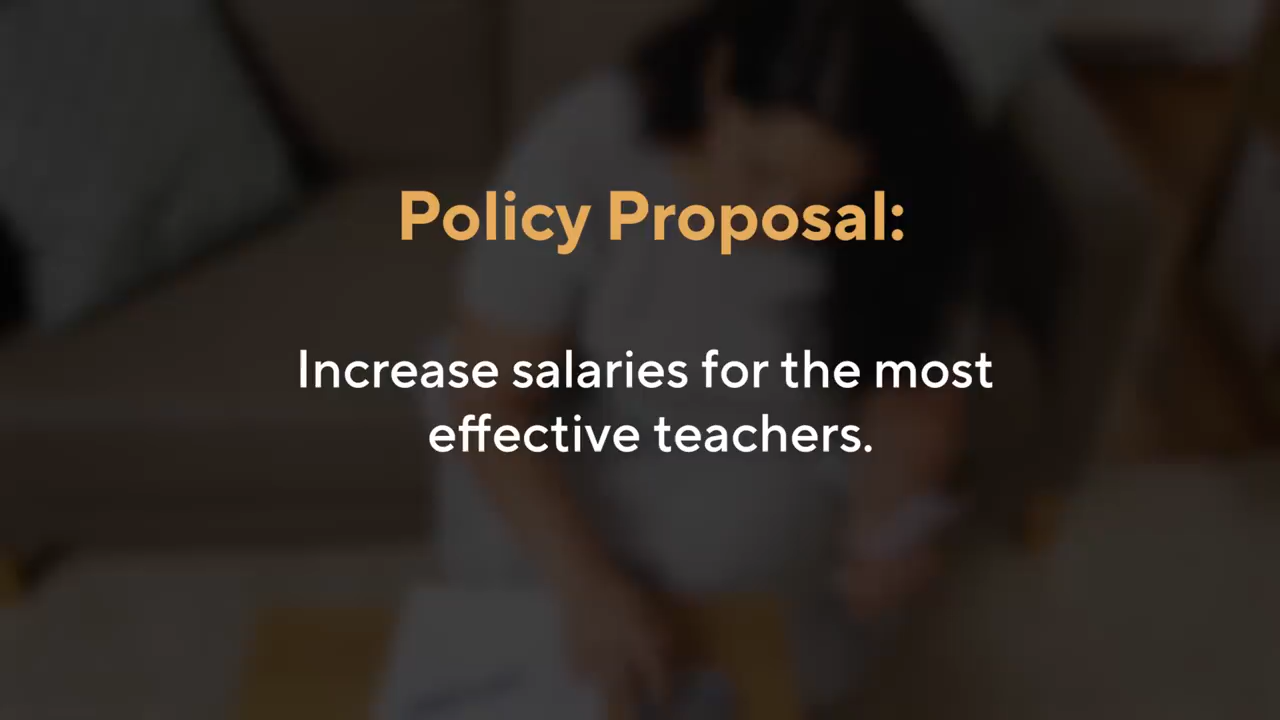 Policy Proposal:
Increase salaries for the most
effective teachers.